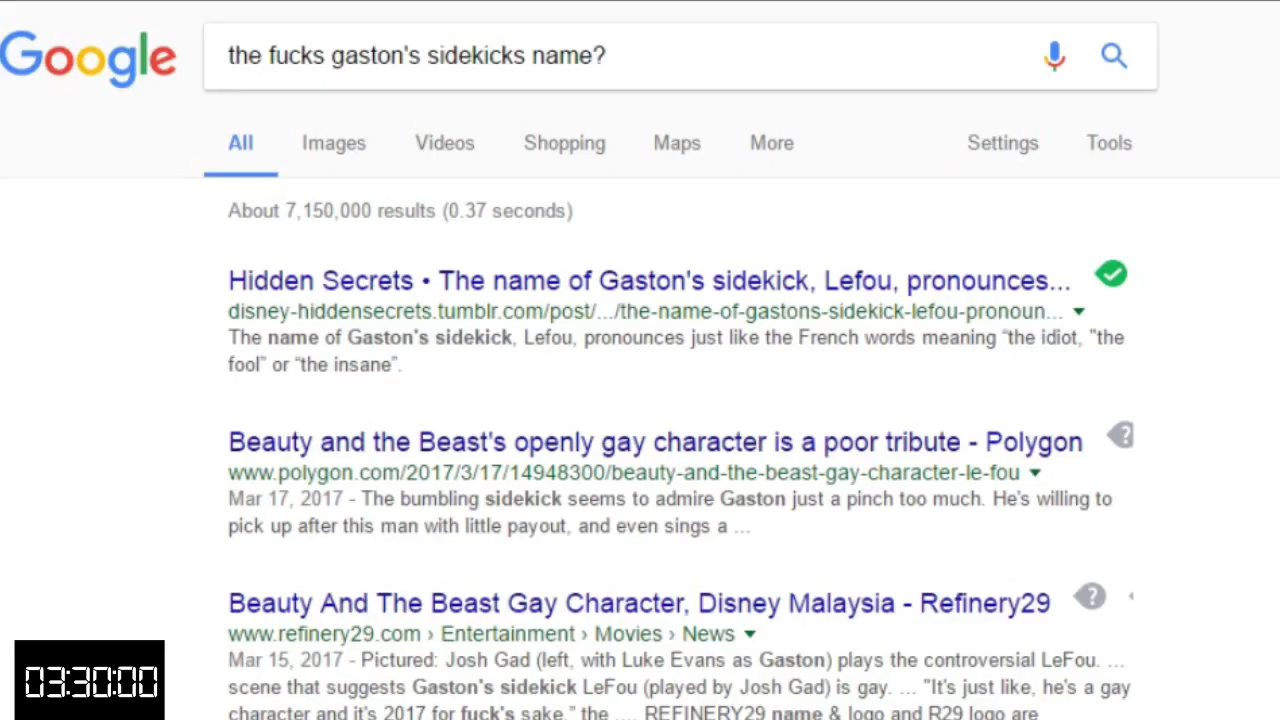 Google
the fucks gaston's sidekicks name?
All Images Videos Shopping Maps More Settings Tools
About 7,150,000 results (0.37 seconds)
Hidden Secrets • The name of Gaston's sidekick, Lefou, pronounces...
disney-hiddensecrets.tumblr.com/post/.../the-name-of-gastons-sidekick-lefou-pronoun...
The name of Gaston's sidekick, Lefou, pronounces just like the French words meaning “the idiot, "the
fool” or “the insane”.
Beauty and the Beast's openly gay character is a poor tribute - Polygon
www.polygon.com/2017/3/17/14948300/beauty-and-the-beast-gay-character-le-fou
Mar 17, 2017 - The bumbling sidekick seems to admire Gaston just a pinch too much. He's willing to
pick up after this man with little payout, and even sings a ...
Beauty And The Beast Gay Character, Disney Malaysia - Refinery29
www.refinery29.com › Entertainment › Movies › News
Mar 15, 2017 - Pictured: Josh Gad (left, with Luke Evans as Gaston) plays the controversial LeFou. ...
scene that suggests Gaston's sidekick LeFou (played by Josh Gad) is gay. ... "It's just like, he's a gay
character and it's 2017 for fuck's sake," the .... REFINERY29 name & logo and R29 logo are
03:30:00